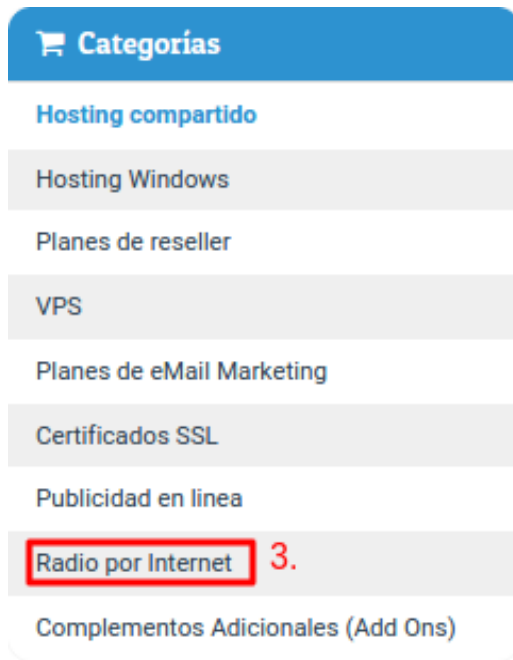 Categorías
Hosting compartido
Hosting Windows
Planes de reseller
VPS
Planes de eMail Marketing
Certificados SSL
Publicidad en linea
Radio por Internet 3.
Complementos Adicionales (Add Ons)